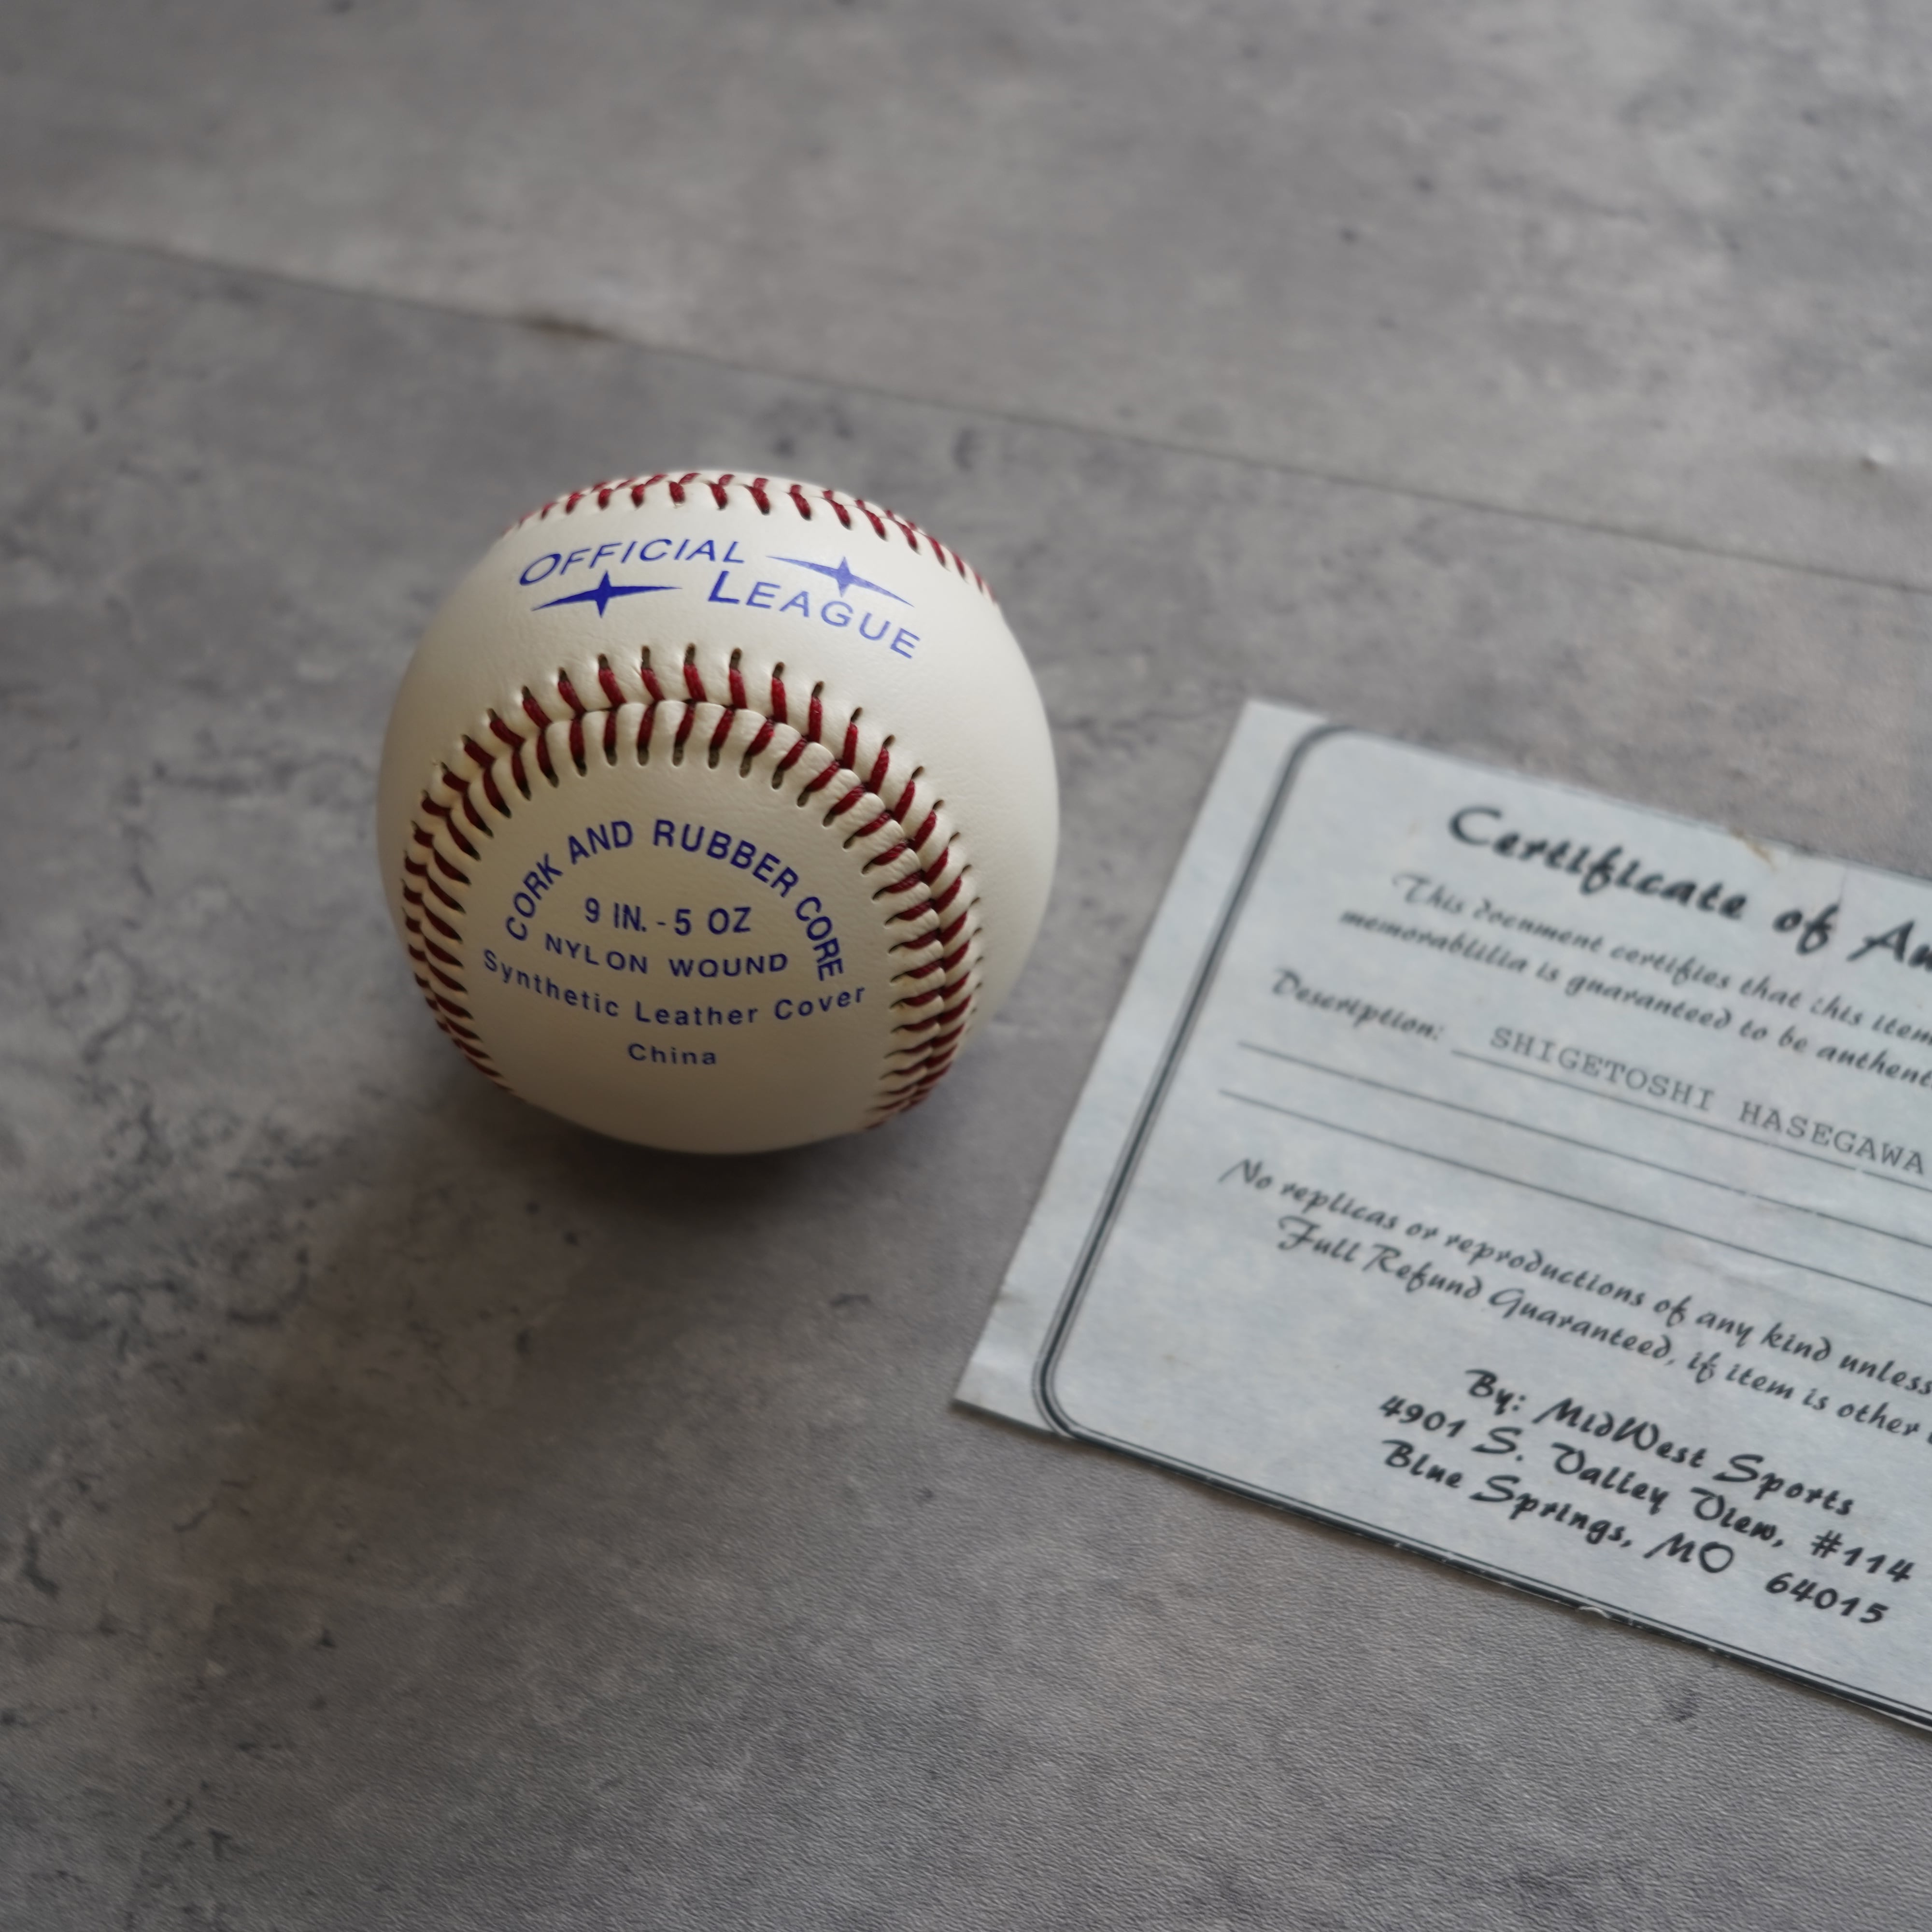 OFFICIAL
LEAGUE
CORK AND RUBBER CORE
9 IN. - 5 OZ
NYLON WOUND
Synthetic Leather Cover
China
Certificate of
This document certifies that this item
memorablilia is guaranteed to be
Description: SHIGETOSHI HASEGAWA
No replicas or reproductions of any kind unless
Full Refund Guaranteed, if item is other
By: MidWest Sports
4901 S. Valley View, #114
Blue Springs, MO 64015